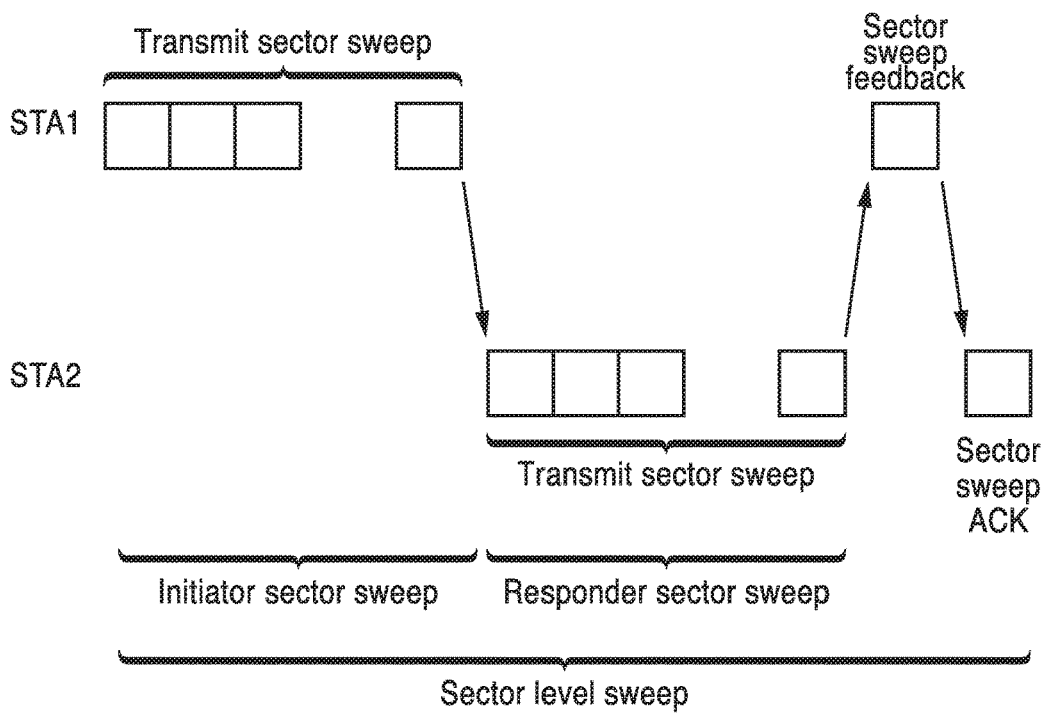 Transmit sector sweep
Sector
sweep
feedback
STA1
STA2
Transmit sector sweep
Sector
sweep
ACK
Initiator sector sweep
Responder sector sweep
Sector level sweep